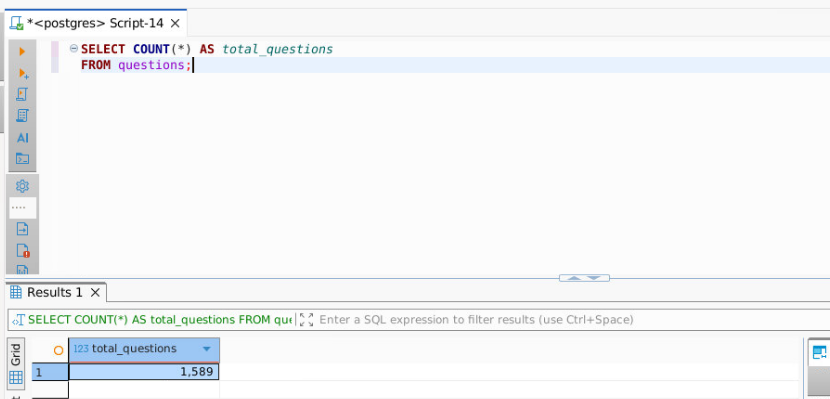 *<postgres> Script-14
SELECT COUNT(*) AS total_questions
FROM questions;
AI
Results 1
SELECT COUNT(*) AS total_questions FROM que
Enter a SQL expression to filter results (use Ctrl+Space)
Grid
123 total_questions
1 1,589